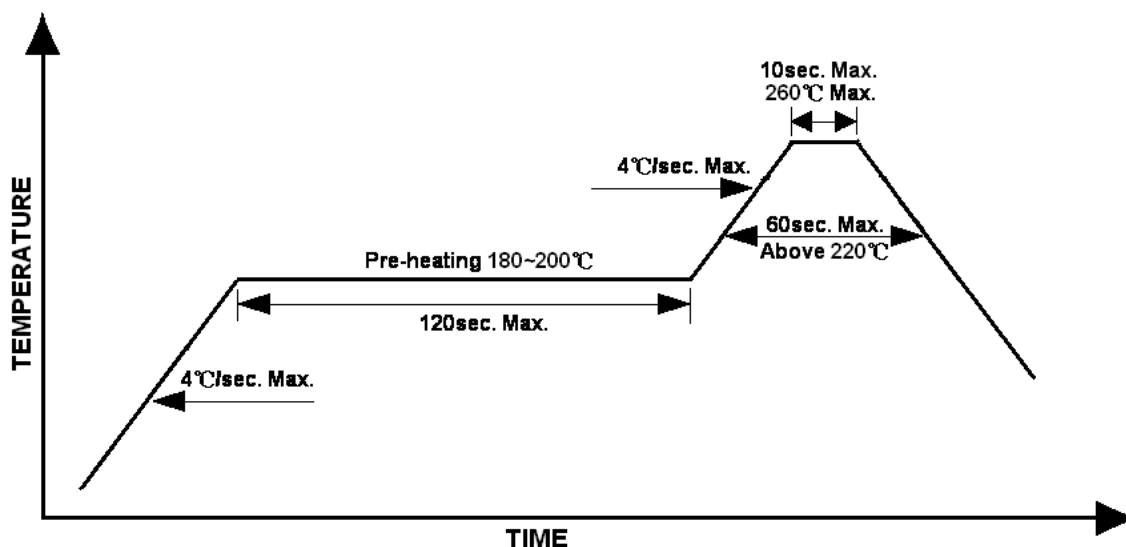 10sec. Max.
260℃ Max.
4℃/sec. Max.
60sec. Max.
Above 220℃
Pre-heating 180~200℃
120sec. Max.
4℃/sec. Max.
TEMPERATURE
TIME